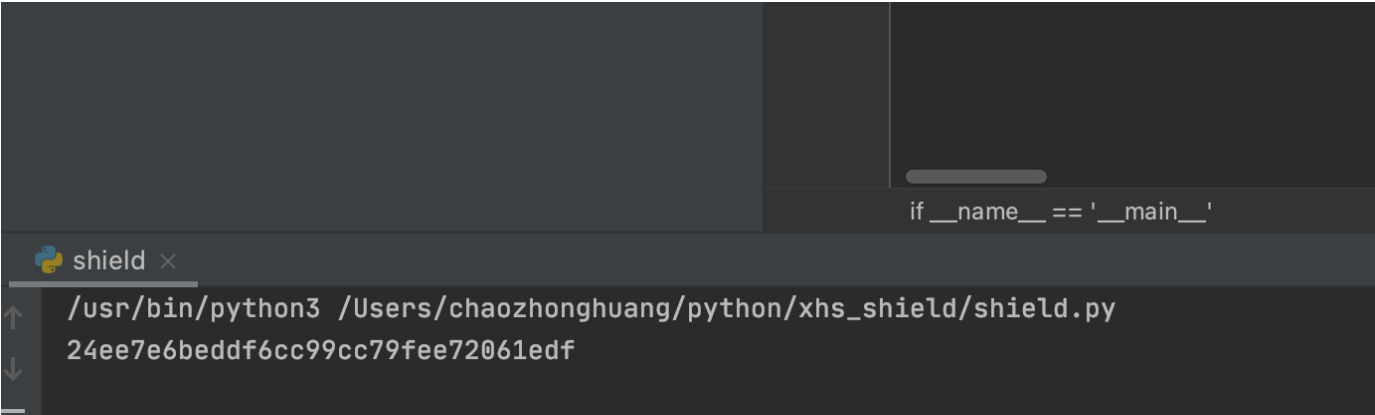 if __name__ == '__main__'
shield
/usr/bin/python3 /Users/chaozhonghuang/python/xhs_shield/shield.py
24ee7e6beddf6cc99cc79fee72061edf